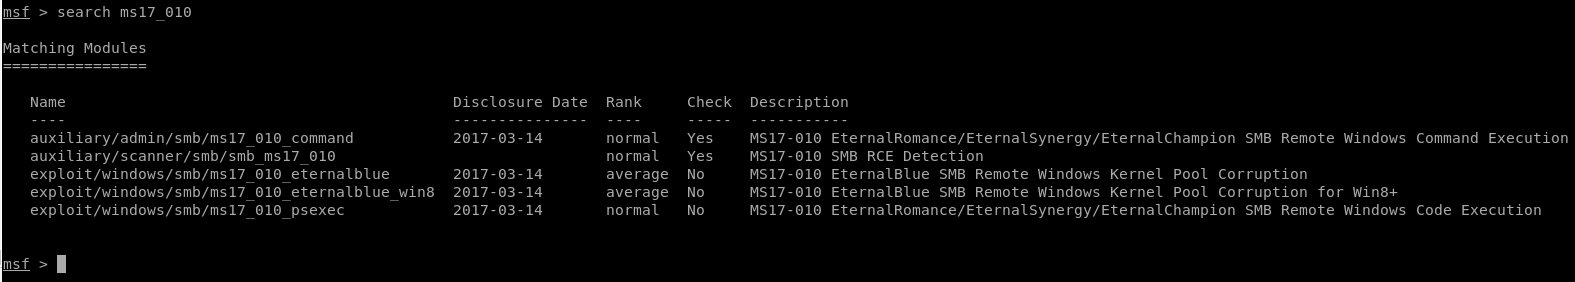 msf > search ms17_010
Matching Modules
================
Name Disclosure Date Rank Check Description
---- --------------- ---- ----- -----------
auxiliary/admin/smb/ms17_010_command 2017-03-14 normal Yes MS17-010 EternalRomance/EternalSynergy/EternalChampion SMB Remote Windows Command Execution
auxiliary/scanner/smb/smb_ms17_010 normal Yes MS17-010 SMB RCE Detection
exploit/windows/smb/ms17_010_eternalblue 2017-03-14 average No MS17-010 EternalBlue SMB Remote Windows Kernel Pool Corruption
exploit/windows/smb/ms17_010_eternalblue_win8 2017-03-14 average No MS17-010 EternalBlue SMB Remote Windows Kernel Pool Corruption for Win8+
exploit/windows/smb/ms17_010_psexec 2017-03-14 normal No MS17-010 EternalRomance/EternalSynergy/EternalChampion SMB Remote Windows Code Execution
msf >